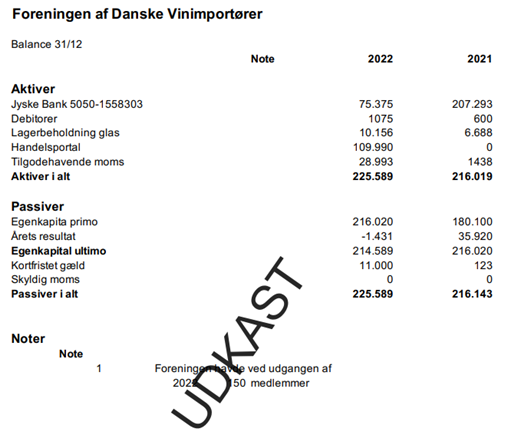 Foreningen af Danske Vinimportører
Balance 31/12
Note 2022 2021
Aktiver
Jyske Bank 5050-1558303 75.375 207.293
Debitorer 1075 600
Lagerbeholdning glas 10.156 6.688
Handelsportal 109.990 0
Tilgodehavende moms 28.993 1438
Aktiver i alt 225.589 216.019
Passiver
Egenkapita primo 216.020 180.100
Årets resultat -1.431 35.920
Egenkapital ultimo 214.589 216.020
Kortfristet gæld 11.000 123
Skyldig moms 0 0
Passiver i alt 225.589 216.143
Noter
Note
1 Foreningen havde ved udgangen af
2022 150 medlemmer
UDKAST